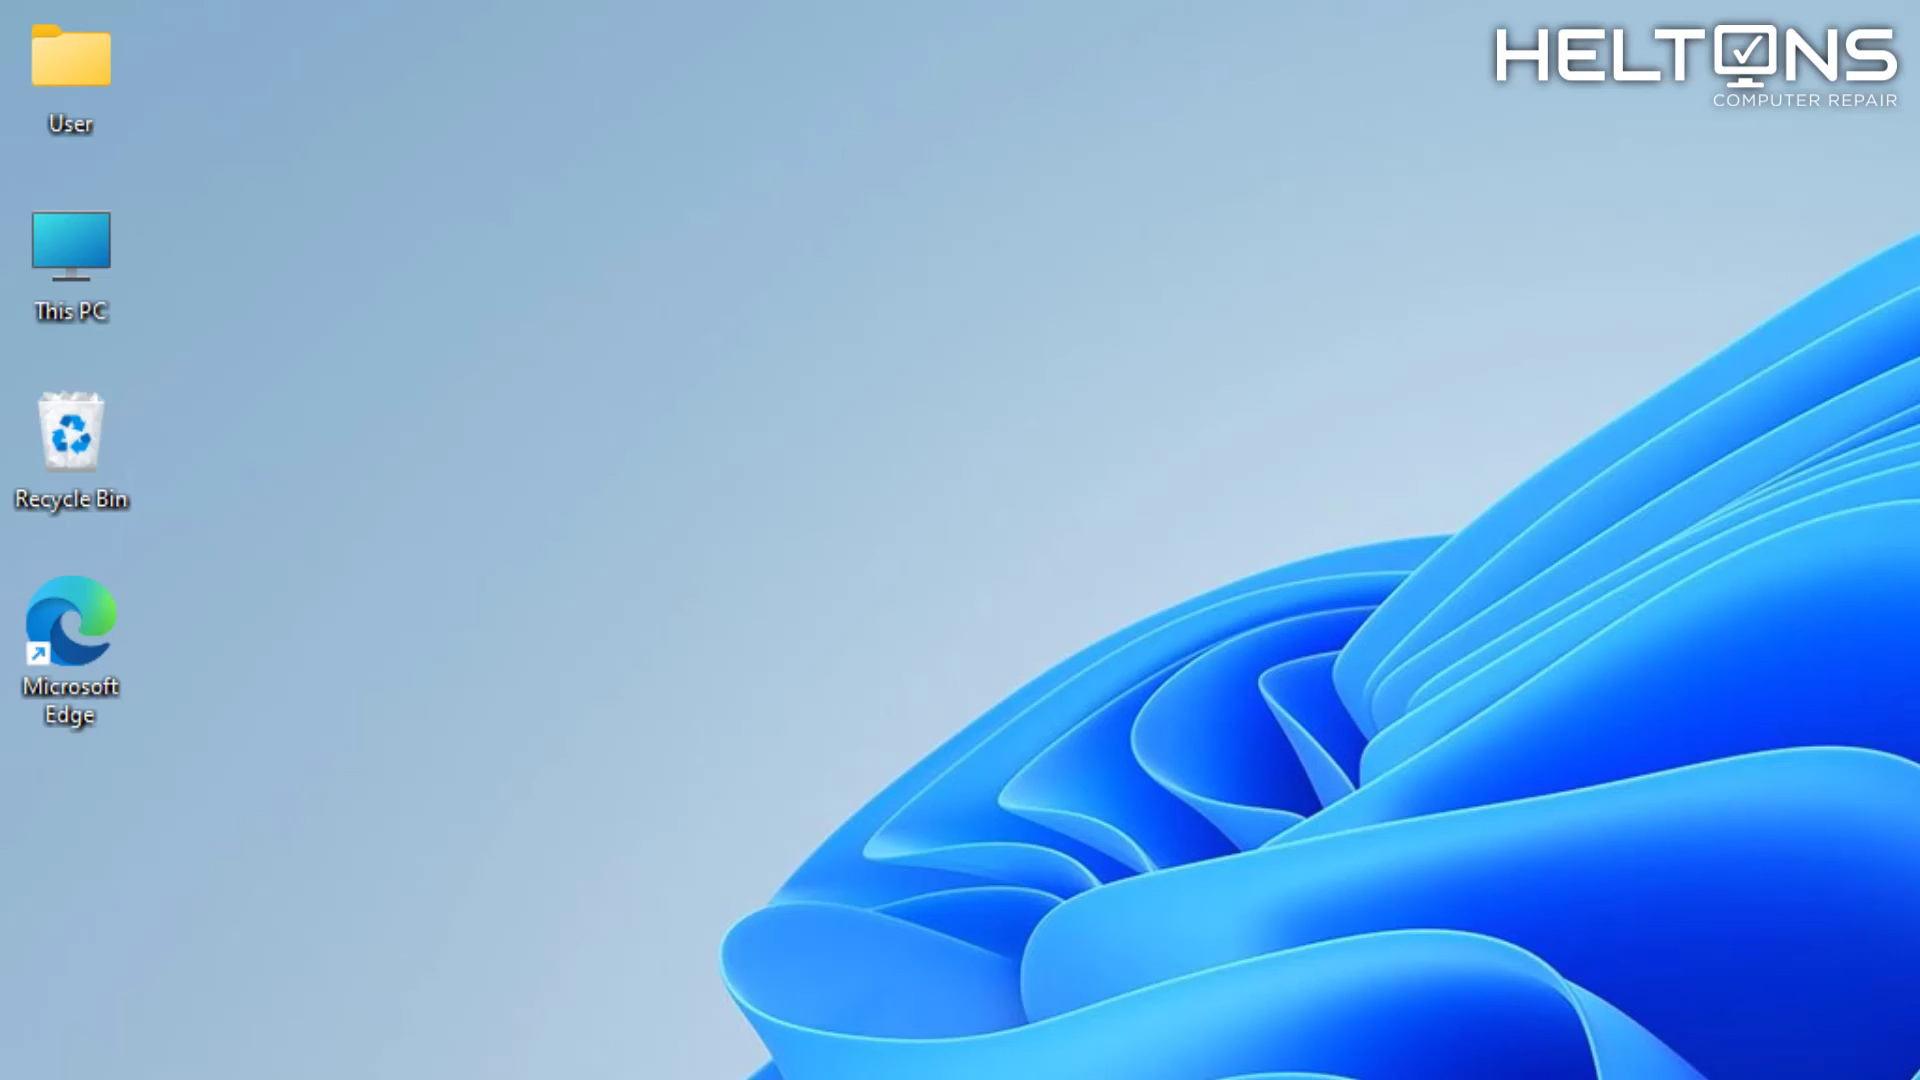 HELTONS
COMPUTER REPAIR
User
This PC
Recycle Bin
Microsoft
Edge